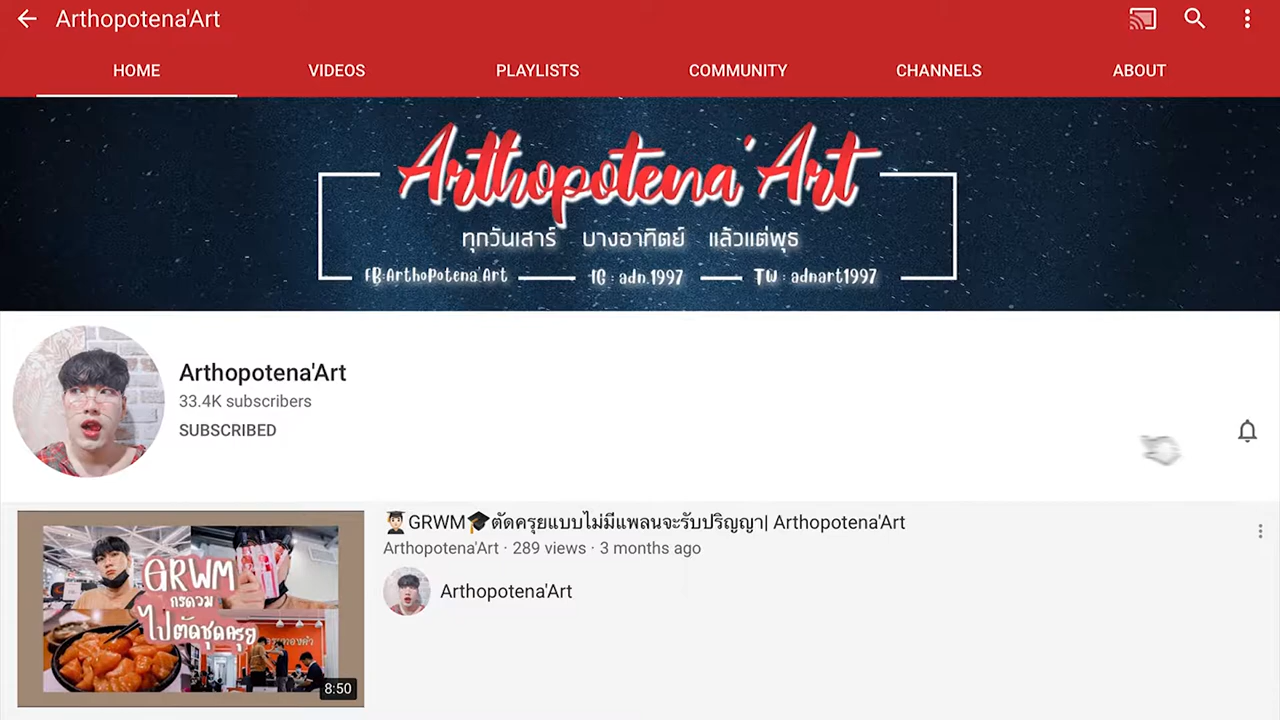 Arthopotena'Art
HOME VIDEOS PLAYLISTS COMMUNITY CHANNELS ABOUT
Arthopotena'Art
ทุกวันเสาร์ บางอาทิตย์ แล้วแต่พุธ
FB:ArthoPotena'Art IG : adn.1997 TW : adnart1997
Arthopotena'Art
33.4K subscribers
SUBSCRIBED
GRWM
กรดวม
ไปตัดชุดครุย
8:50
👨🏻‍🎓GRWM🎓ตัดครุยแบบไม่มีแพลนจะรับปริญญา| Arthopotena'Art
Arthopotena'Art · 289 views · 3 months ago
Arthopotena'Art